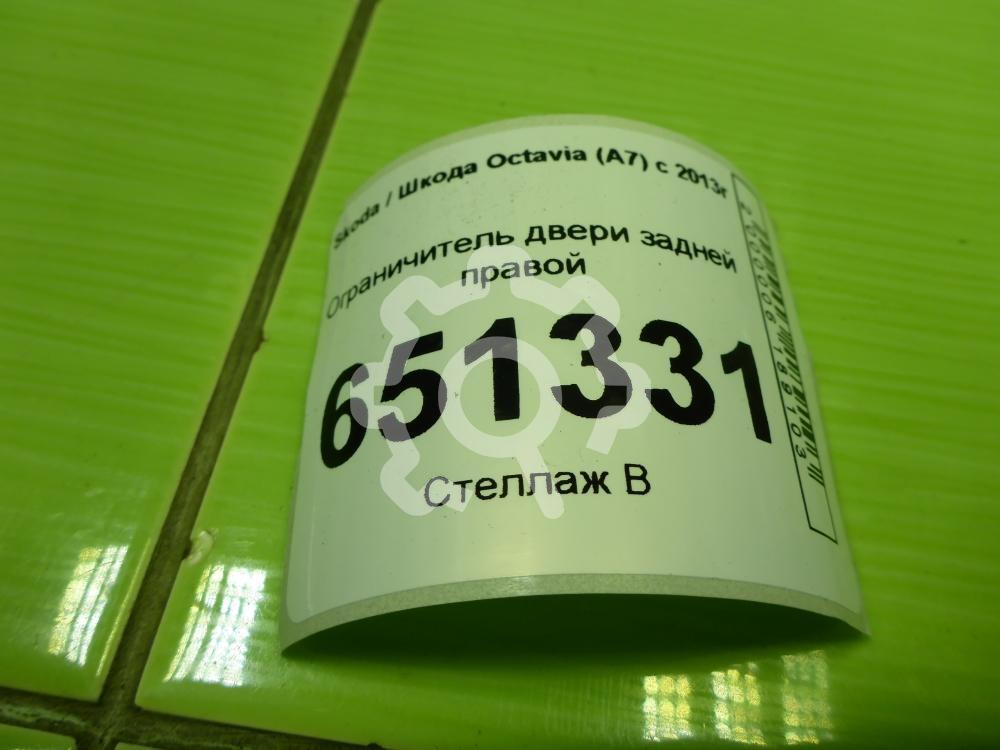 Skoda / Шкода Octavia (A7) с 2013г
Ограничитель двери задней
правой
651331
Стеллаж В